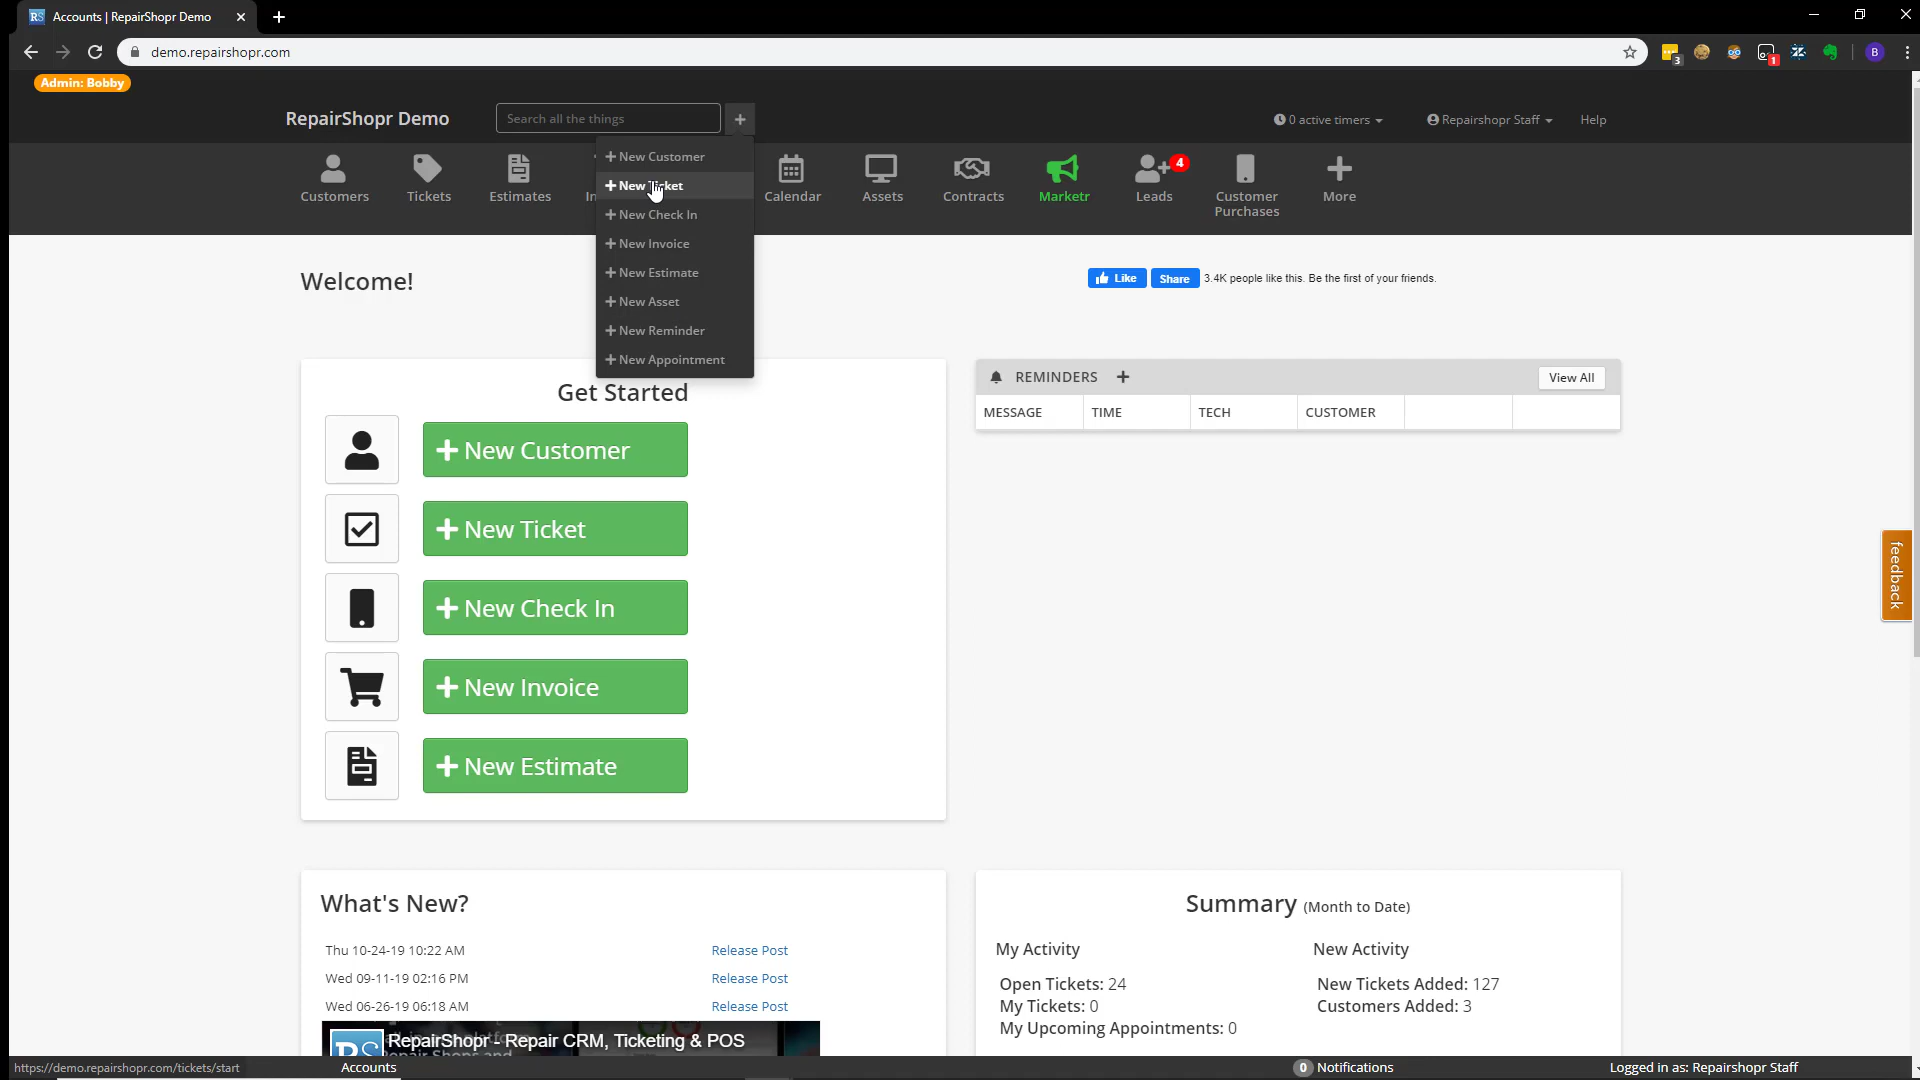 Accounts | RepairShopr Demo
demo.repairshopr.com
3
1
B
Admin: Bobby
RepairShopr Demo
Search all the things
0 active timers
Repairshopr Staff
Help
Customers
Tickets
Estimates
Calendar
Assets
Contracts
Marketr
Leads
4
Customer
Purchases
More
New Customer
New Ticket
New Check In
New Invoice
New Estimate
New Asset
New Reminder
New Appointment
Welcome!
Like
Share
3.4K people like this. Be the first of your friends.
Get Started
New Customer
New Ticket
New Check In
New Invoice
New Estimate
REMINDERS
View All
MESSAGE TIME TECH CUSTOMER
feedback
What's New?
Thu 10-24-19 10:22 AM Release Post
Wed 09-11-19 02:16 PM Release Post
Wed 06-26-19 06:18 AM Release Post
RepairShopr - Repair CRM, Ticketing & POS
Summary (Month to Date)
My Activity
Open Tickets: 24
My Tickets: 0
My Upcoming Appointments: 0
New Activity
New Tickets Added: 127
Customers Added: 3
https://demo.repairshopr.com/tickets/start
Accounts
0 Notifications
Logged in as: Repairshopr Staff